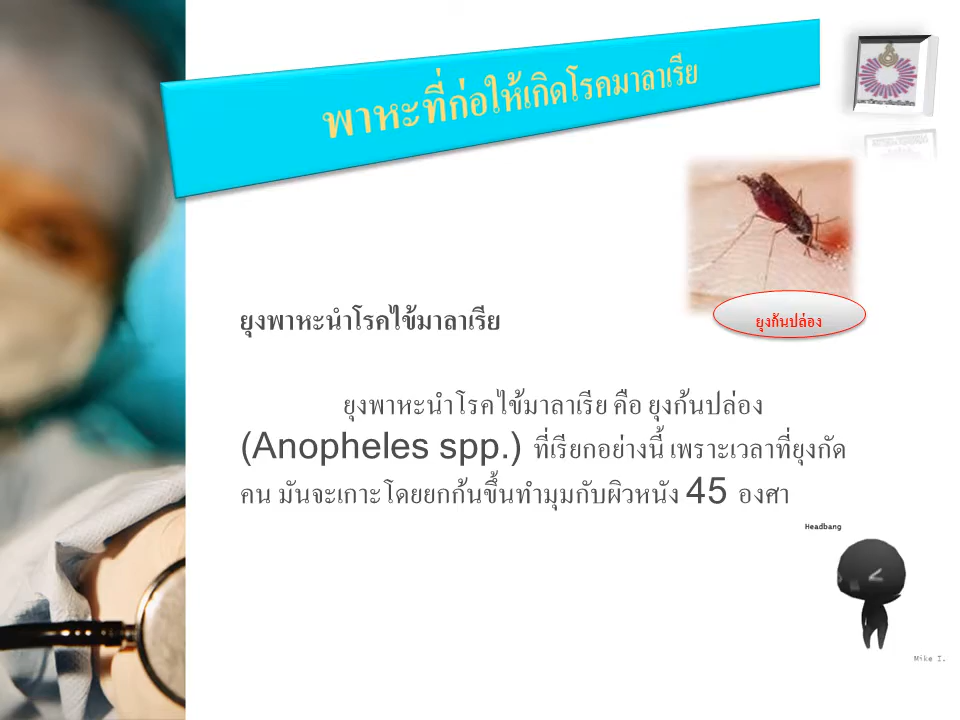 พาหะที่ก่อให้เกิดโรคมาลาเรีย
ยุงก้นปล่อง
ยุงพาหะนำโรคไข้มาลาเรีย
ยุงพาหะนำโรคไข้มาลาเรีย คือ ยุงก้นปล่อง
(Anopheles spp.) ที่เรียกอย่างนี้ เพราะเวลาที่ยุงกัด
คน มันจะเกาะโดยยกก้นขึ้นทำมุมกับผิวหนัง 45 องศา
Headbang
Mike I.